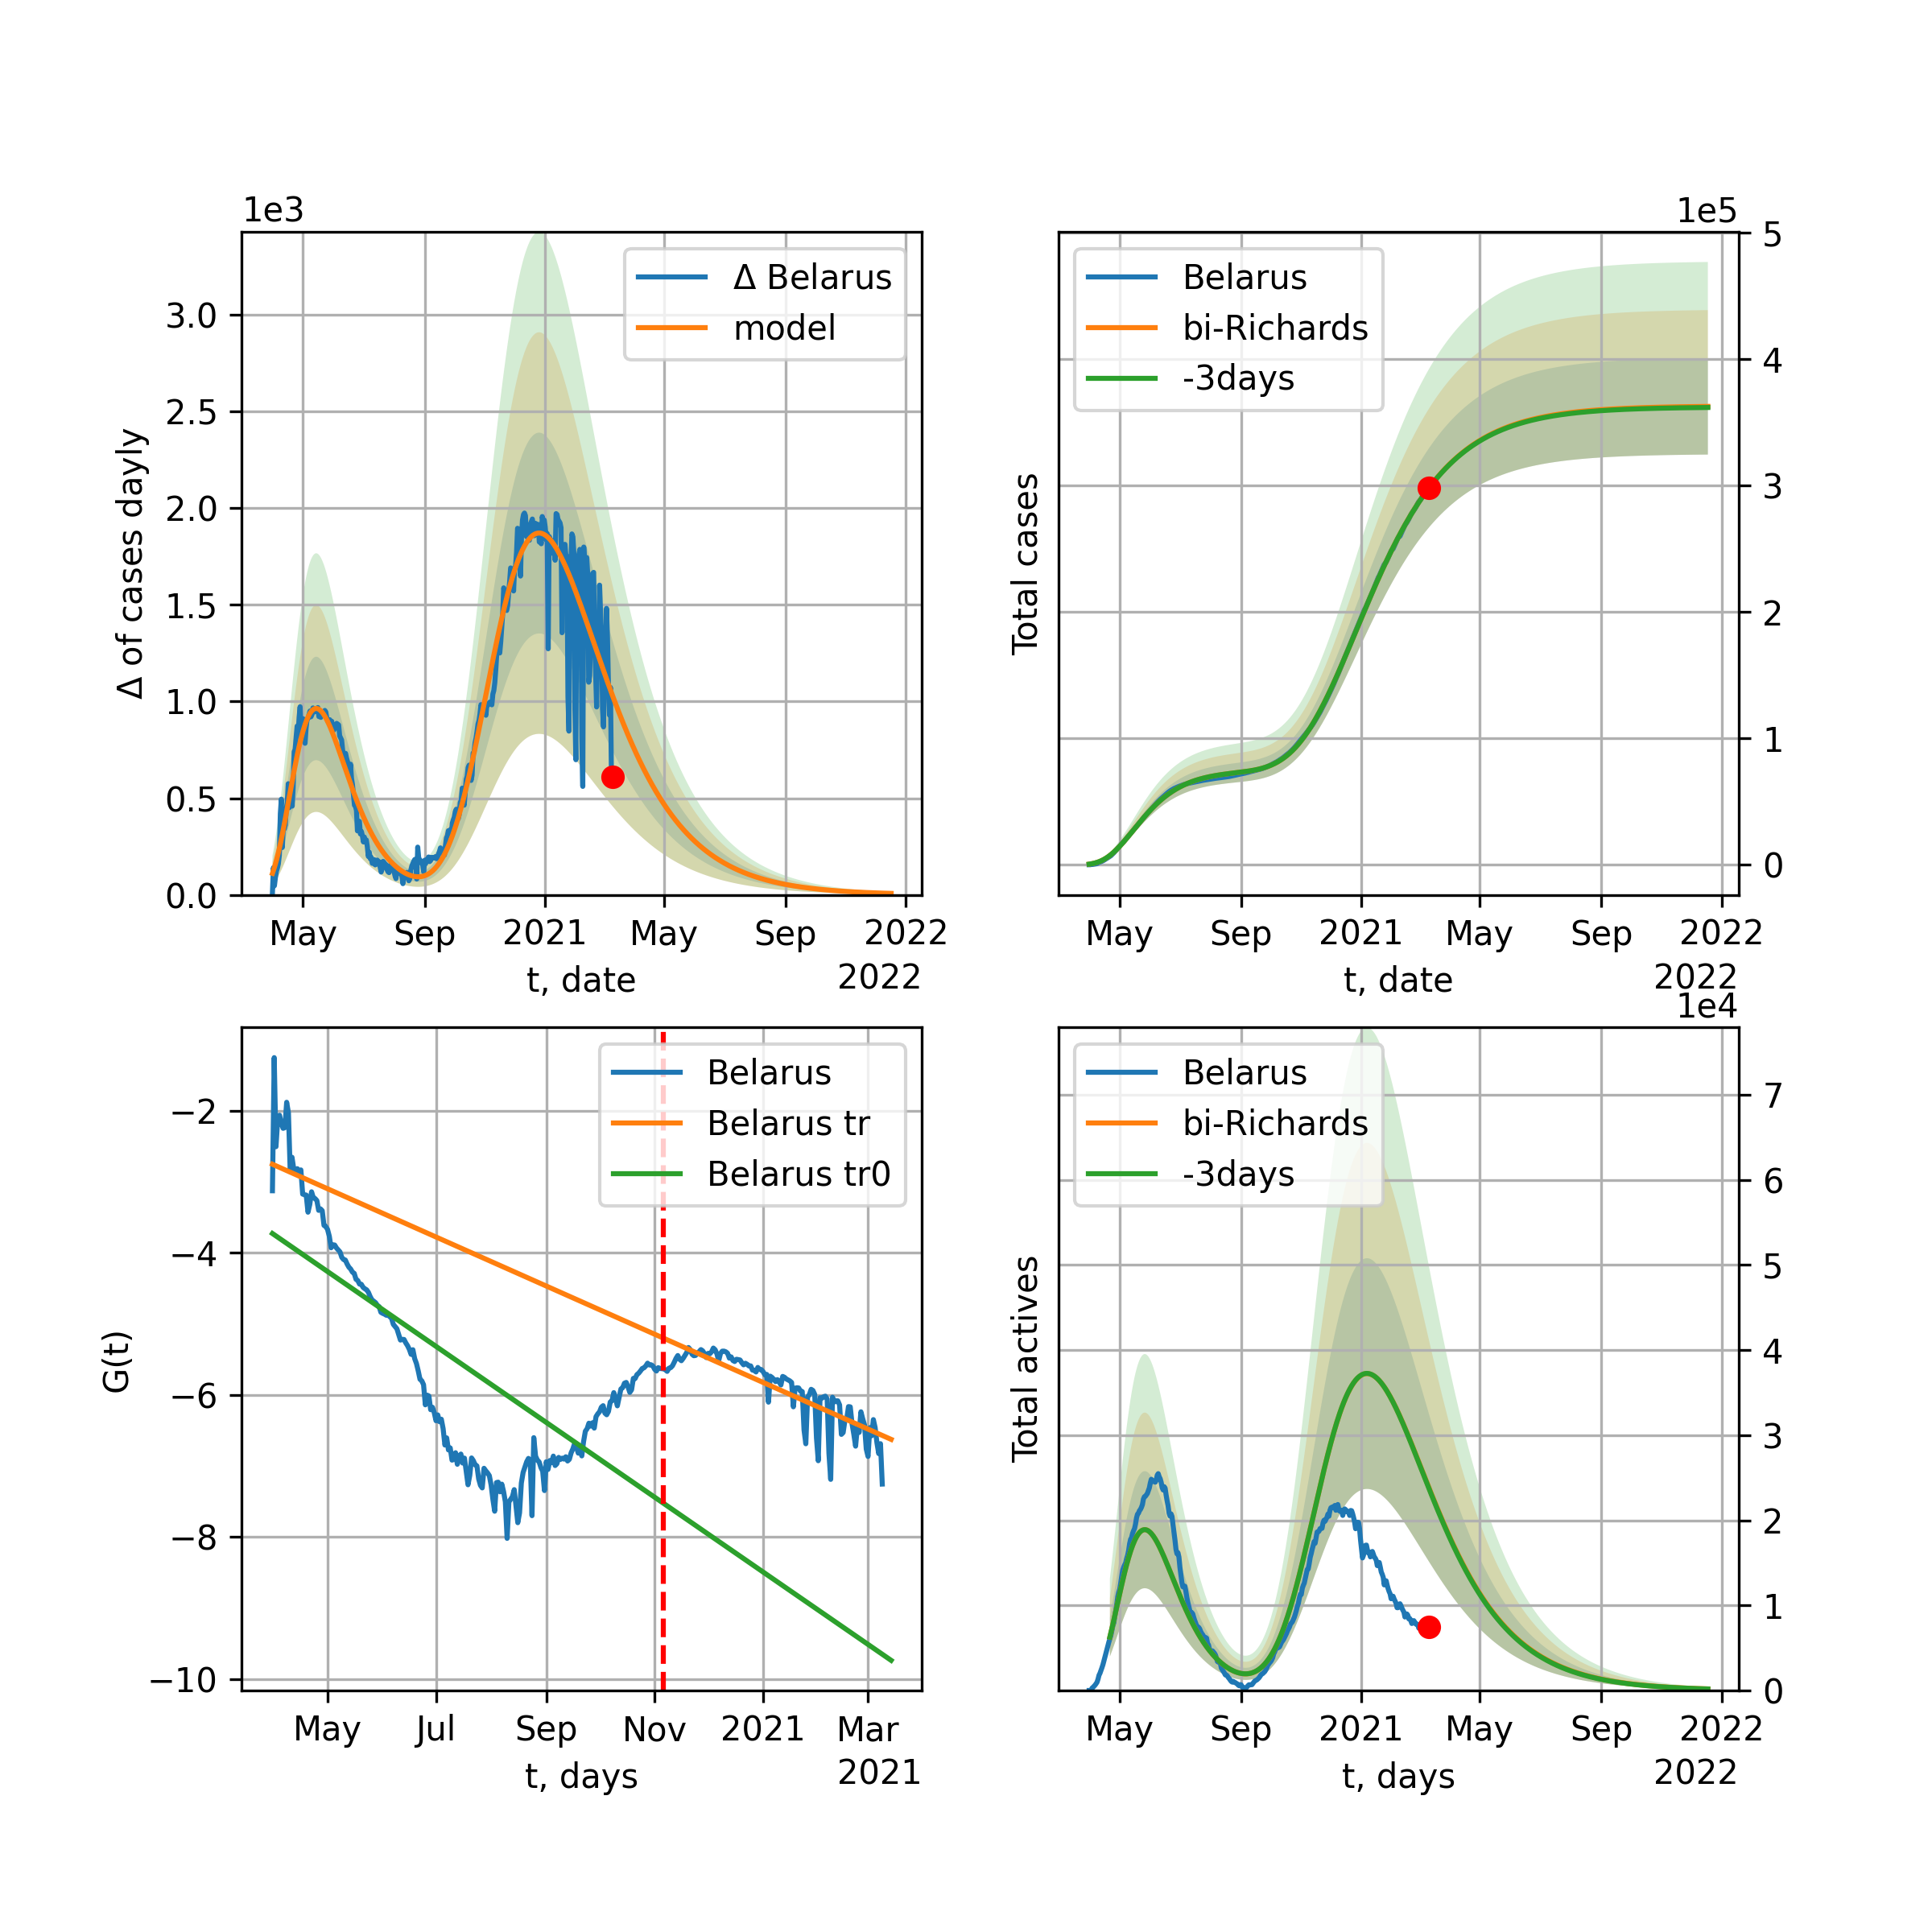 1e3
Δ of cases dayly
3.0
2.5
2.0
1.5
1.0
0.5
0.0
Δ Belarus
model
May Sep 2021 May Sep 2022
2022
t, date
1e5
Total cases
5
4
3
2
1
0
Belarus
bi-Richards
-3days
May Sep 2021 May Sep 2022
2022
t, date
G(t)
−2
−4
−6
−8
−10
Belarus
Belarus tr
Belarus tr0
May Jul Sep Nov 2021 Mar
2021
t, days
1e4
Total actives
7
6
5
4
3
2
1
0
Belarus
bi-Richards
-3days
May Sep 2021 May Sep 2022
2022
t, days